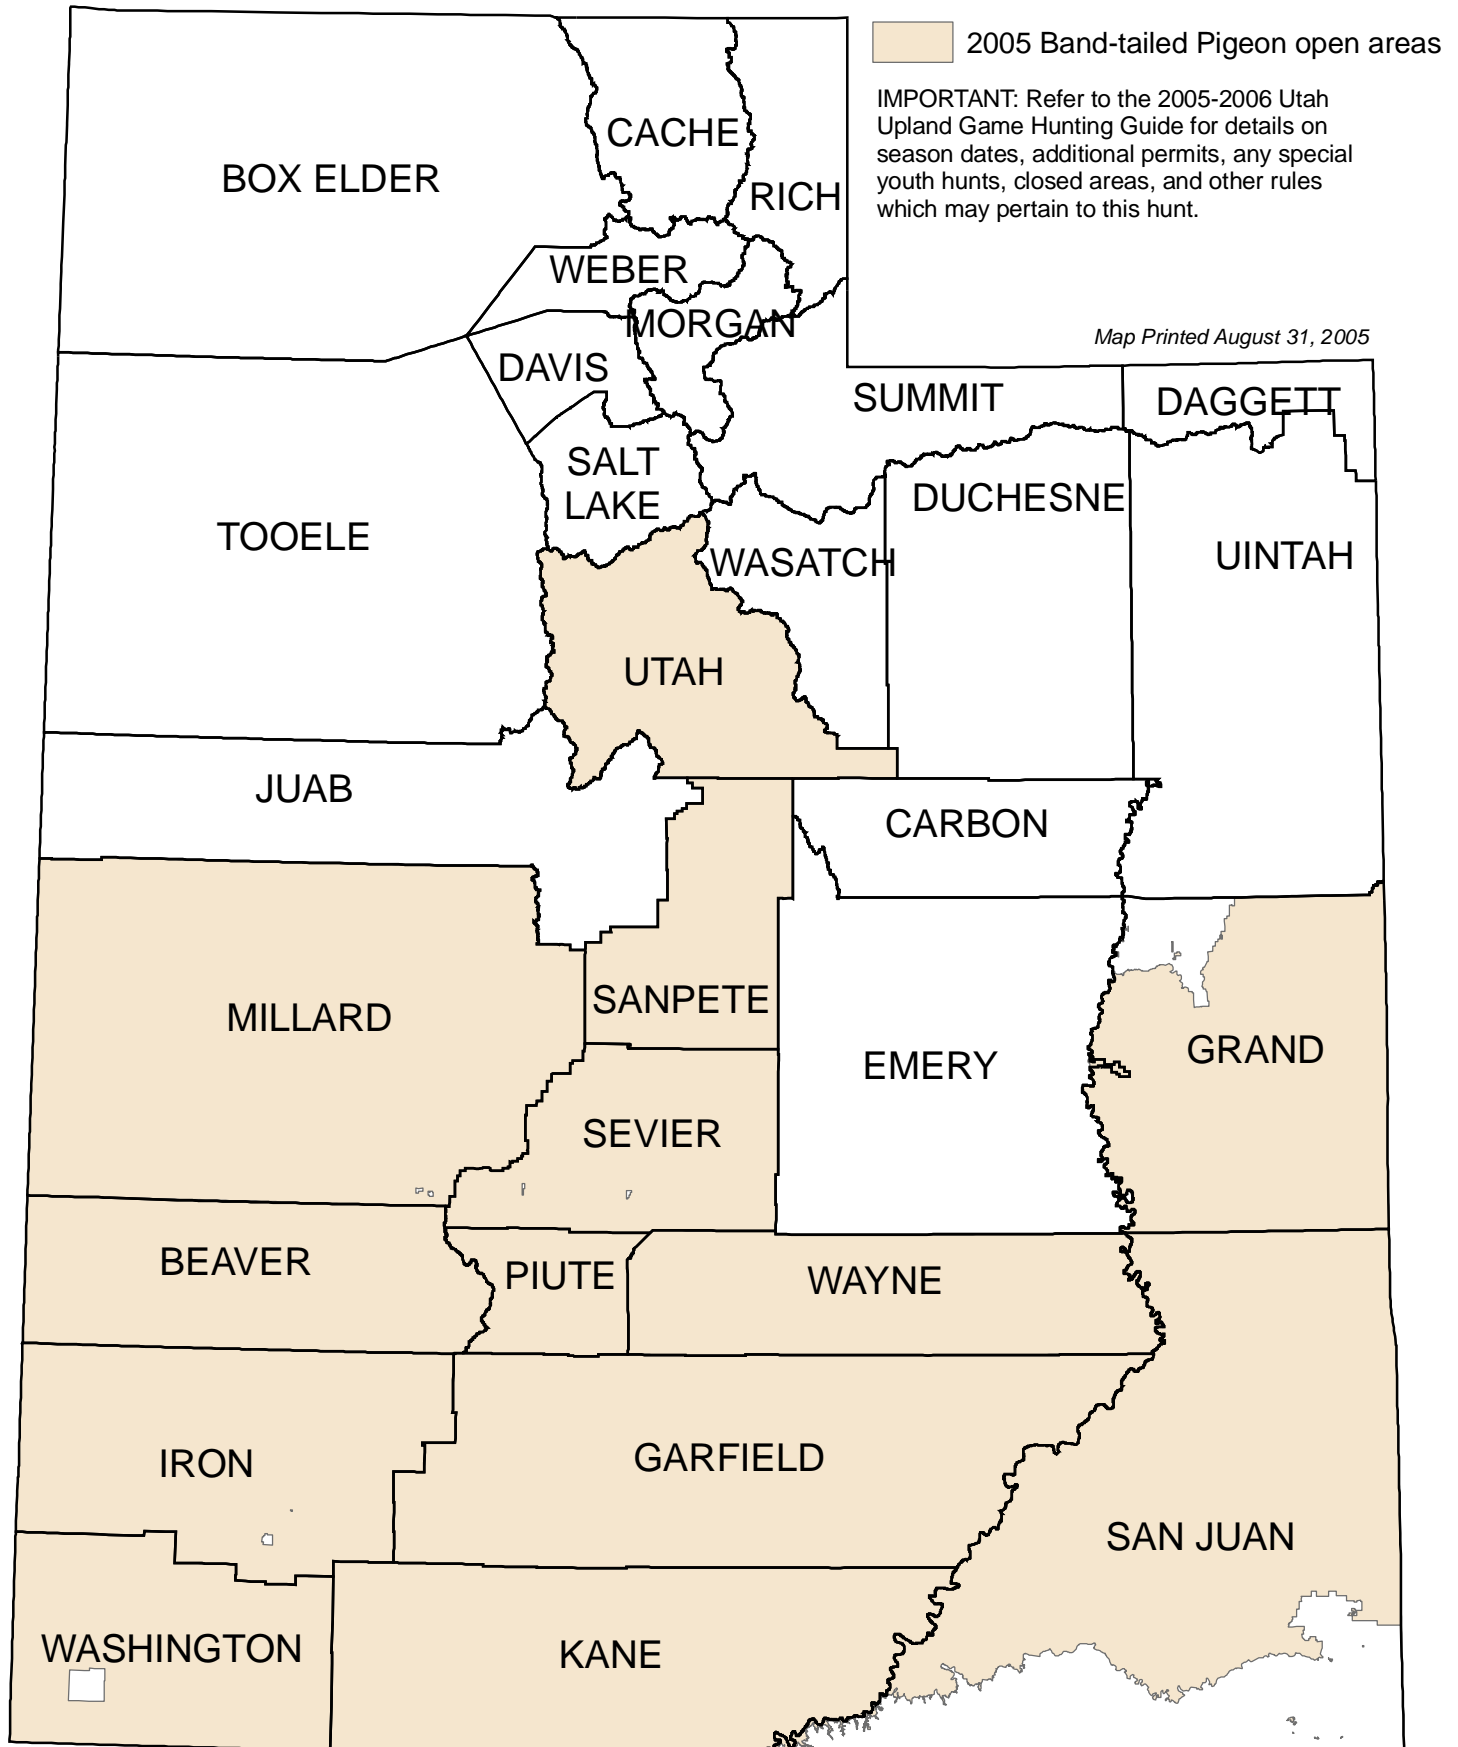 2005 Band-tailed Pigeon open areas
IMPORTANT: Refer to the 2005-2006 Utah
Upland Game Hunting Guide for details on
season dates, additional permits, any special
youth hunts, closed areas, and other rules
which may pertain to this hunt.
Map Printed August 31, 2005
CACHE
BOX ELDER
RICH
WEBER
MORGAN
DAVIS
SUMMIT
DAGGETT
SALT
LAKE
DUCHESNE
TOOELE
WASATCH
UINTAH
UTAH
JUAB
CARBON
MILLARD
SANPETE
EMERY
GRAND
SEVIER
BEAVER
PIUTE
WAYNE
IRON
GARFIELD
SAN JUAN
WASHINGTON
KANE